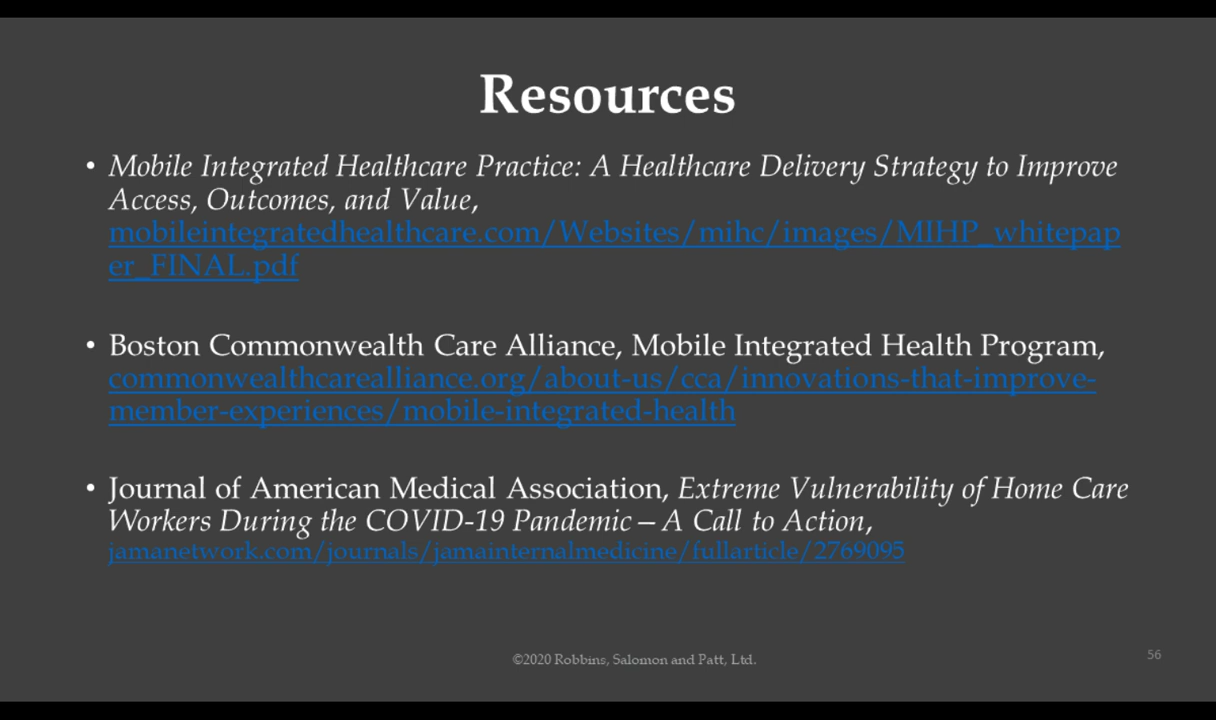 Resources
• Mobile Integrated Healthcare Practice: A Healthcare Delivery Strategy to Improve
Access, Outcomes, and Value,
mobileintegratedhealthcare.com/Websites/mihc/images/MIHP_whitepap
er_FINAL.pdf
• Boston Commonwealth Care Alliance, Mobile Integrated Health Program,
commonwealthcarealliance.org/about-us/cca/innovations-that-improve-
member-experiences/mobile-integrated-health
• Journal of American Medical Association, Extreme Vulnerability of Home Care
Workers During the COVID-19 Pandemic—A Call to Action,
jamanetwork.com/journals/jamainternalmedicine/fullarticle/2769095
©2020 Robbins, Salomon and Patt, Ltd.
56